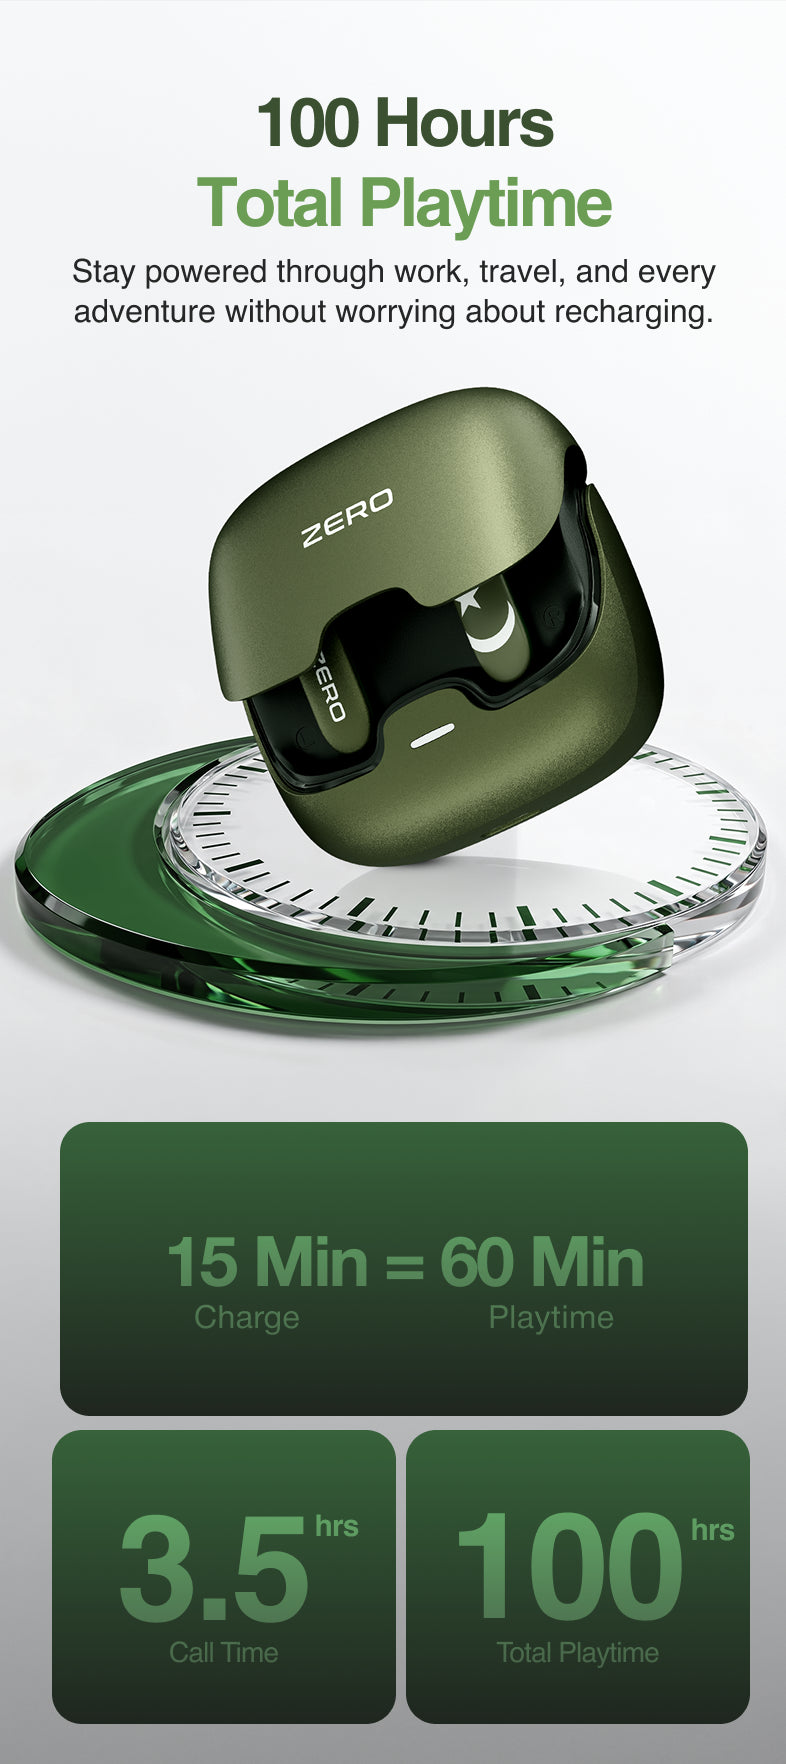 100 Hours
Total Playtime
Stay powered through work, travel, and every
adventure without worrying about recharging.
ZERO
ZERO
15 Min = 60 Min
Charge Playtime
3.5 hrs
Call Time
100 hrs
Total Playtime